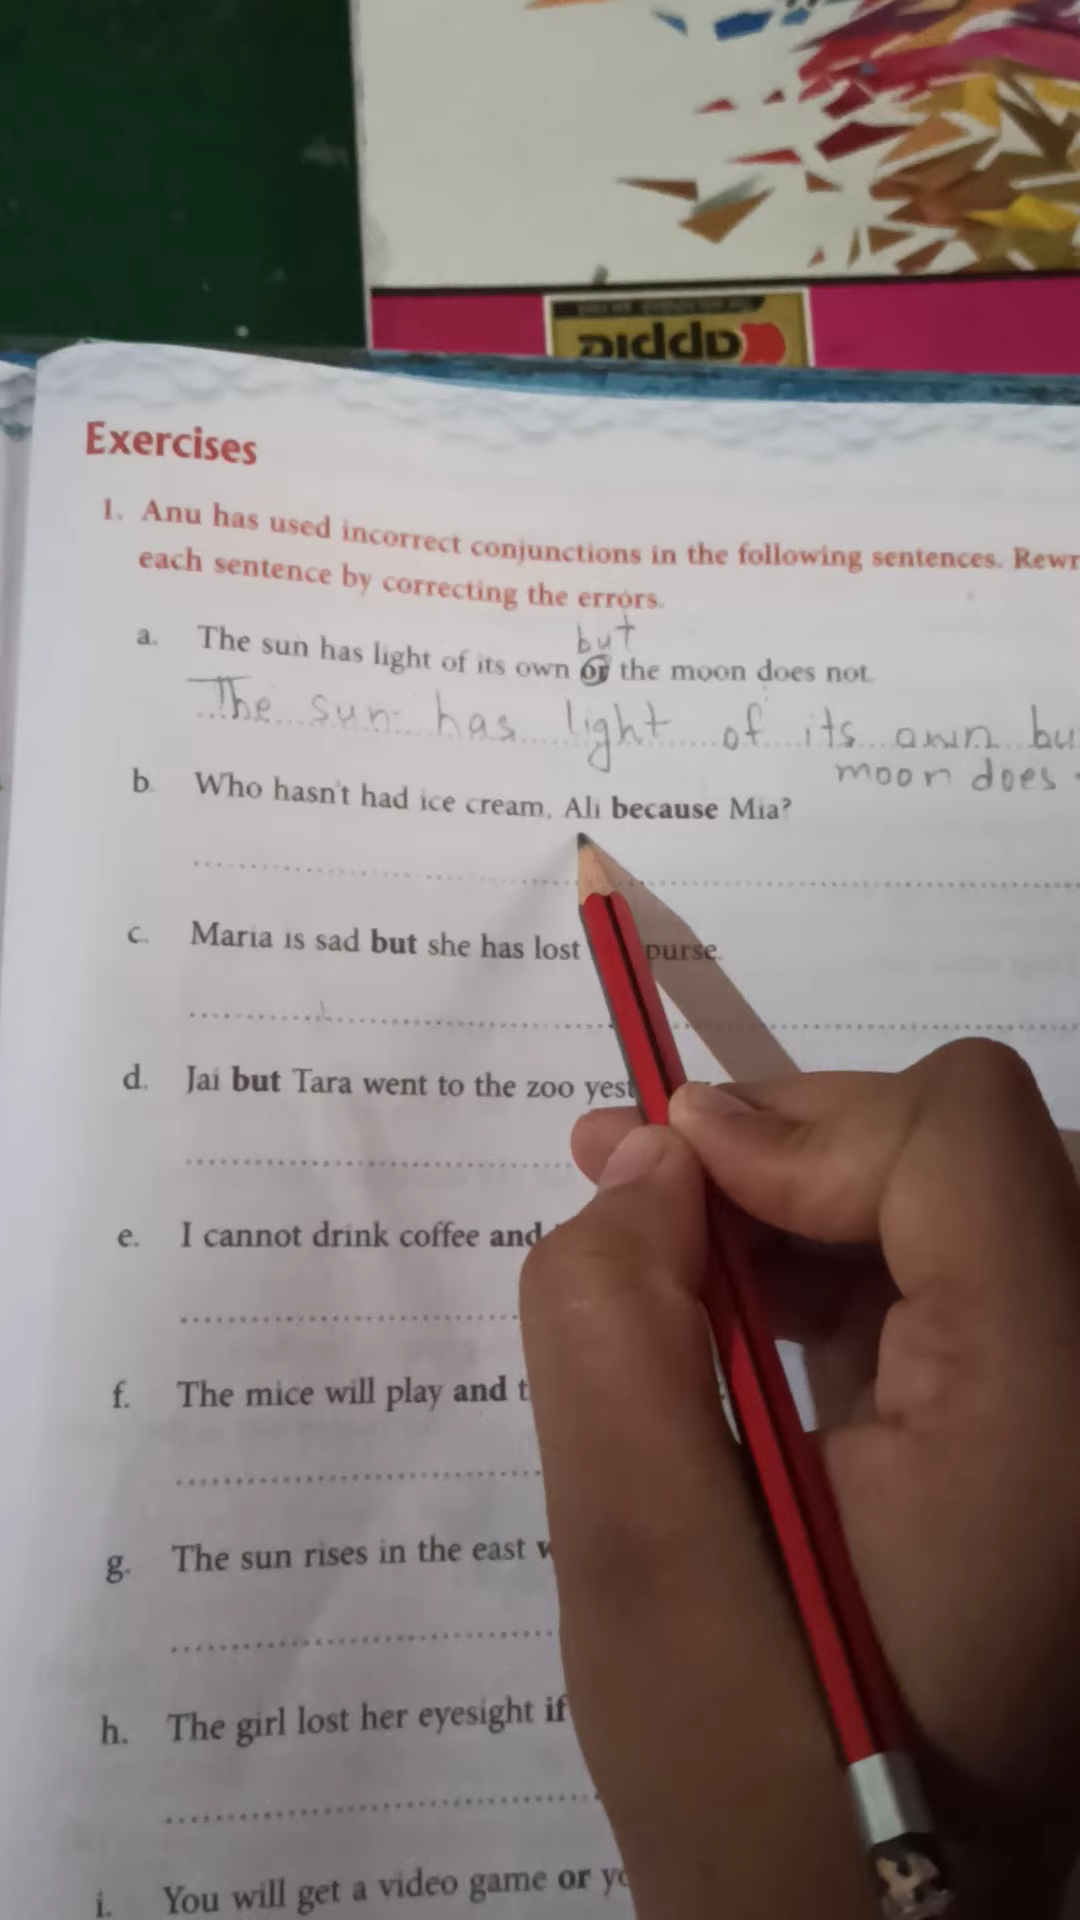 apple
Exercises
1. Anu has used incorrect conjunctions in the following sentences.
each sentence by correcting the errors.
but
a. The sun has light of its own or the moon does not.
The sun has light of its own
moon does
b. Who hasn't had ice cream, Ali because Mia?
c. Maria is sad but she has lost purse.
d. Jai but Tara went to the zoo
e. I cannot drink coffee and
f. The mice will play and
g. The sun rises in the east
h. The girl lost her eyesight if
i. You will get a video game or